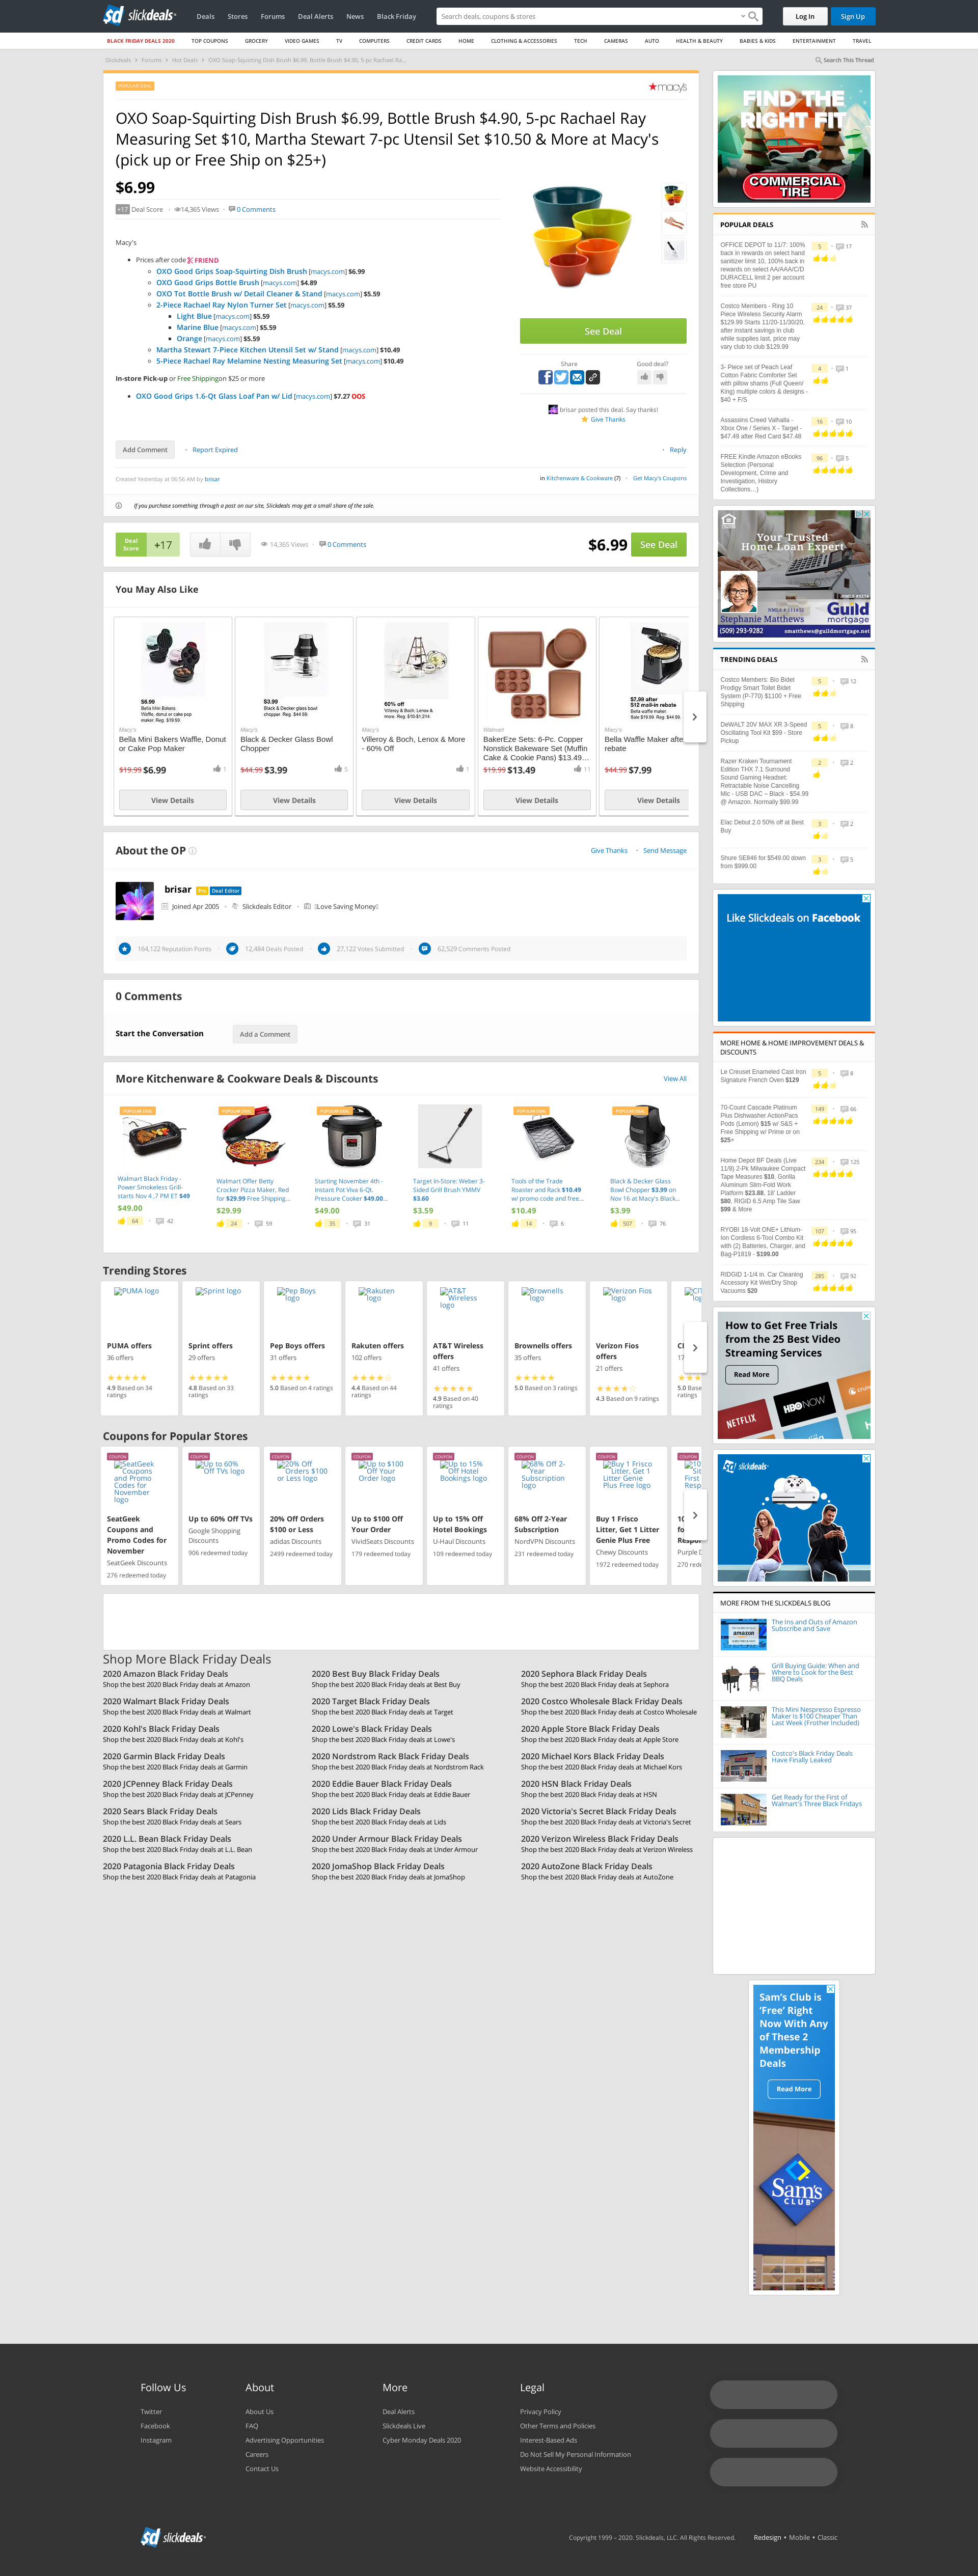 slickdeals
Deals
Stores
Forums
Deal Alerts
News
Black Friday
Search deals, coupons & stores
Log In
Sign Up
BLACK FRIDAY DEALS 2020
TOP COUPONS
GROCERY
VIDEO GAMES
TV
COMPUTERS
CREDIT CARDS
HOME
CLOTHING & ACCESSORIES
TECH
CAMERAS
AUTO
HEALTH & BEAUTY
BABIES & KIDS
ENTERTAINMENT
TRAVEL
Slickdeals › Forums › Hot Deals › OXO Soap-Squirting Dish Brush $6.99, Bottle Brush $4.90, 5-pc Rachael Ra...
Search This Thread
POPULAR DEAL
macy's
OXO Soap-Squirting Dish Brush $6.99, Bottle Brush $4.90, 5-pc Rachael Ray
Measuring Set $10, Martha Stewart 7-pc Utensil Set $10.50 & More at Macy's
(pick up or Free Ship on $25+)
$6.99
+17 Deal Score · 14,365 Views · 0 Comments
Macy's
Prices after code FRIEND
OXO Good Grips Soap-Squirting Dish Brush [macys.com] $6.99
OXO Good Grips Bottle Brush [macys.com] $4.89
OXO Tot Bottle Brush w/ Detail Cleaner & Stand [macys.com] $5.59
2-Piece Rachael Ray Nylon Turner Set [macys.com] $5.59
Light Blue [macys.com] $5.59
Marine Blue [macys.com] $5.59
Orange [macys.com] $5.59
Martha Stewart 7-Piece Kitchen Utensil Set w/ Stand [macys.com] $10.49
5-Piece Rachael Ray Melamine Nesting Measuring Set [macys.com] $10.49
In-store Pick-up or Free Shippingon $25 or more
OXO Good Grips 1.6-Qt Glass Loaf Pan w/ Lid [macys.com] $7.27 OOS
See Deal
Share
Good deal?
brisar posted this deal. Say thanks!
Give Thanks
Add Comment · Report Expired
· Reply
Created Yesterday at 06:56 AM by brisar
in Kitchenware & Cookware (7) · Get Macy's Coupons
If you purchase something through a post on our site, Slickdeals may get a small share of the sale.
Deal
Score
+17
14,365 Views · 0 Comments
$6.99
See Deal
You May Also Like
$6.99
Bella Mini Bakers
Waffle, donut or cake
pop maker. Reg. $19.99.
Macy's
Bella Mini Bakers Waffle, Donut
or Cake Pop Maker
$19.99 $6.99
1
View Details
$3.99
Black & Decker glass bowl
chopper. Reg. $44.99.
Macy's
Black & Decker Glass Bowl
Chopper
$44.99 $3.99
5
View Details
60% off
Villeroy & Boch, Lenox &
more. Reg. $10-$1,214.
Macy's
Villeroy & Boch, Lenox & More
- 60% Off
1
View Details
Walmart
BakerEze Sets: 6-Pc. Copper
Nonstick Bakeware Set (Muffin
Cake & Cookie Pans) $13.49...
$19.99 $13.49
11
View Details
$7.99 after
$12 mail-in rebate
Bella waffle maker.
Sale $19.99. Reg. $44.99.
Macy's
Bella Waffle Maker afte
rebate
$44.99 $7.99
View Details
About the OP
Give Thanks · Send Message
brisar Pro Deal Editor
Joined Apr 2005 · Slickdeals Editor · Love Saving Money
164,122 Reputation Points · 12,484 Deals Posted · 27,122 Votes Submitted · 62,529 Comments Posted
0 Comments
Start the Conversation
Add a Comment
More Kitchenware & Cookware Deals & Discounts
View All
POPULAR DEAL
Walmart Black Friday -
Power Smokeless Grill-
starts Nov 4 ,7 PM ET $49
$49.00
64 · 42
POPULAR DEAL
Walmart Offer Betty
Crocker Pizza Maker, Red
for $29.99 Free Shipping...
$29.99
24 · 59
POPULAR DEAL
Starting November 4th -
Instant Pot Viva 6-Qt.
Pressure Cooker $49.00...
$49.00
35 · 31
Target In-Store: Weber 3-
Sided Grill Brush YMMV
$3.60
$3.59
9 · 11
POPULAR DEAL
Tools of the Trade
Roaster and Rack $10.49
w/ promo code and free...
$10.49
14 · 6
POPULAR DEAL
Black & Decker Glass
Bowl Chopper $3.99 on
Nov 16 at Macy's Black...
$3.99
507 · 76
Trending Stores
PUMA logo
PUMA offers
36 offers
4.9 Based on 34
ratings
Sprint logo
Sprint offers
29 offers
4.8 Based on 33
ratings
Pep Boys
logo
Pep Boys offers
31 offers
5.0 Based on 4 ratings
Rakuten
logo
Rakuten offers
102 offers
4.4 Based on 44
ratings
AT&T
Wireless
logo
AT&T Wireless
offers
41 offers
4.9 Based on 40
ratings
Brownells
logo
Brownells offers
35 offers
5.0 Based on 3 ratings
Verizon Fios
logo
Verizon Fios
offers
21 offers
4.3 Based on 9 ratings
5.0 Base
ratings
Coupons for Popular Stores
COUPON
SeatGeek
Coupons
and Promo
Codes for
November
logo
SeatGeek
Coupons and
Promo Codes for
November
SeatGeek Discounts
276 redeemed today
COUPON
Up to 60%
Off TVs logo
Up to 60% Off TVs
Google Shopping
Discounts
906 redeemed today
COUPON
20% Off
Orders $100
or Less logo
20% Off Orders
$100 or Less
adidas Discounts
2499 redeemed today
COUPON
Up to $100
Off Your
Order logo
Up to $100 Off
Your Order
VividSeats Discounts
179 redeemed today
COUPON
Up to 15%
Off Hotel
Bookings logo
Up to 15% Off
Hotel Bookings
U-Haul Discounts
109 redeemed today
COUPON
68% Off 2-
Year
Subscription
logo
68% Off 2-Year
Subscription
NordVPN Discounts
231 redeemed today
COUPON
Buy 1 Frisco
Litter, Get 1
Litter Genie
Plus Free logo
Buy 1 Frisco
Litter, Get 1 Litter
Genie Plus Free
Chewy Discounts
1972 redeemed today
COUPON
Purple D
270 rede
Shop More Black Friday Deals
2020 Amazon Black Friday Deals
Shop the best 2020 Black Friday deals at Amazon
2020 Best Buy Black Friday Deals
Shop the best 2020 Black Friday deals at Best Buy
2020 Sephora Black Friday Deals
Shop the best 2020 Black Friday deals at Sephora
2020 Walmart Black Friday Deals
Shop the best 2020 Black Friday deals at Walmart
2020 Target Black Friday Deals
Shop the best 2020 Black Friday deals at Target
2020 Costco Wholesale Black Friday Deals
Shop the best 2020 Black Friday deals at Costco Wholesale
2020 Kohl's Black Friday Deals
Shop the best 2020 Black Friday deals at Kohl's
2020 Lowe's Black Friday Deals
Shop the best 2020 Black Friday deals at Lowe's
2020 Apple Store Black Friday Deals
Shop the best 2020 Black Friday deals at Apple Store
2020 Garmin Black Friday Deals
Shop the best 2020 Black Friday deals at Garmin
2020 Nordstrom Rack Black Friday Deals
Shop the best 2020 Black Friday deals at Nordstrom Rack
2020 Michael Kors Black Friday Deals
Shop the best 2020 Black Friday deals at Michael Kors
2020 JCPenney Black Friday Deals
Shop the best 2020 Black Friday deals at JCPenney
2020 Eddie Bauer Black Friday Deals
Shop the best 2020 Black Friday deals at Eddie Bauer
2020 HSN Black Friday Deals
Shop the best 2020 Black Friday deals at HSN
2020 Sears Black Friday Deals
Shop the best 2020 Black Friday deals at Sears
2020 Lids Black Friday Deals
Shop the best 2020 Black Friday deals at Lids
2020 Victoria's Secret Black Friday Deals
Shop the best 2020 Black Friday deals at Victoria's Secret
2020 L.L. Bean Black Friday Deals
Shop the best 2020 Black Friday deals at L.L. Bean
2020 Under Armour Black Friday Deals
Shop the best 2020 Black Friday deals at Under Armour
2020 Verizon Wireless Black Friday Deals
Shop the best 2020 Black Friday deals at Verizon Wireless
2020 Patagonia Black Friday Deals
Shop the best 2020 Black Friday deals at Patagonia
2020 JomaShop Black Friday Deals
Shop the best 2020 Black Friday deals at JomaShop
2020 AutoZone Black Friday Deals
Shop the best 2020 Black Friday deals at AutoZone
FIND THE
RIGHT FIT
COMMERCIAL
TIRES
POPULAR DEALS
OFFICE DEPOT to 11/7: 100%
back in rewards on select hand
sanitizer limit 10, 100% back in
rewards on select AA/AAA/C/D
DURACELL limit 2 per account
free store PU
5 · 17
Costco Members - Ring 10
Piece Wireless Security Alarm
$129.99 Starts 11/20-11/30/20,
after instant savings in club
while supplies last, price may
vary club to club $129.99
24 · 37
3- Piece set of Peach Leaf
Cotton Fabric Comforter Set
with pillow shams (Full Queen/
King) multiple colors & designs -
$40 + F/S
4 · 1
Assassins Creed Valhalla -
Xbox One / Series X - Target -
$47.49 after Red Card $47.48
16 · 10
FREE Kindle Amazon eBooks
Selection (Personal
Development, Crime and
Investigation, History
Collections…)
96 · 5
Your Trusted
Home Loan Expert
Stephanie Matthews
(509) 293-9282
Guild
mortgage
smatthews@guildmortgage.net
TRENDING DEALS
Costco Members: Bio Bidet
Prodigy Smart Toilet Bidet
System (P-770) $1100 + Free
Shipping
5 · 12
DeWALT 20V MAX XR 3-Speed
Oscillating Tool Kit $99 - Store
Pickup
5 · 8
Razer Kraken Tournament
Edition THX 7.1 Surround
Sound Gaming Headset:
Retractable Noise Cancelling
Mic - USB DAC – Black - $54.99
@ Amazon. Normally $99.99
2 · 2
Elac Debut 2.0 50% off at Best
Buy
3 · 2
Shure SE846 for $549.00 down
from $999.00
3 · 5
Like Slickdeals on Facebook
MORE HOME & HOME IMPROVEMENT DEALS &
DISCOUNTS
Le Creuset Enameled Cast Iron
Signature French Oven $129
5 · 8
70-Count Cascade Platinum
Plus Dishwasher ActionPacs
Pods (Lemon) $15 w/ S&S +
Free Shipping w/ Prime or on
$25+
149 · 66
Home Depot BF Deals (Live
11/8) 2-Pk Milwaukee Compact
Tape Measures $10, Gorilla
Aluminum Slim-Fold Work
Platform $23.88, 18' Ladder
$80, RIGID 6.5 Amp Tile Saw
$99 & More
234 · 125
RYOBI 18-Volt ONE+ Lithium-
Ion Cordless 6-Tool Combo Kit
with (2) Batteries, Charger, and
Bag-P1819 - $199.00
107 · 95
RIDGID 1-1/4 in. Car Cleaning
Accessory Kit Wet/Dry Shop
Vacuums $20
285 · 92
How to Get Free Trials
from the 25 Best Video
Streaming Services
Read More
NETFLIX
HBO NOW
slickdeals
MORE FROM THE SLICKDEALS BLOG
The Ins and Outs of Amazon
Subscribe and Save
amazon
Grill Buying Guide: When and
Where to Look for the Best
BBQ Deals
This Mini Nespresso Espresso
Maker Is $100 Cheaper Than
Last Week (Frother Included)
Costco's Black Friday Deals
Have Finally Leaked
Get Ready for the First of
Walmart's Three Black Fridays
Sam's Club is
'Free' Right
Now With Any
of These 2
Membership
Deals
Read More
Sam's
CLUB
Follow Us
Twitter
Facebook
Instagram
About
About Us
FAQ
Advertising Opportunities
Careers
Contact Us
More
Deal Alerts
Slickdeals Live
Cyber Monday Deals 2020
Legal
Privacy Policy
Other Terms and Policies
Interest-Based Ads
Do Not Sell My Personal Information
Website Accessibility
slickdeals
Copyright 1999 - 2020. Slickdeals, LLC. All Rights Reserved.
Redesign • Mobile • Classic